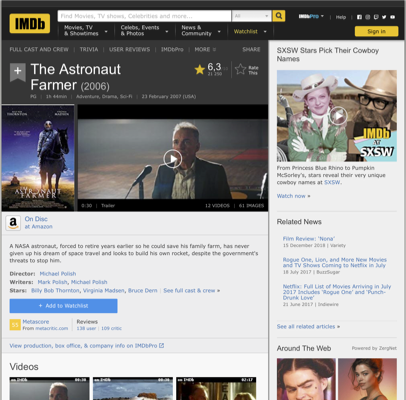 IMDb
Find Movies, TV shows, Celebrities and more...
All
IMDbPro
Help
Movies, TV & Showtimes
Celebs, Events & Photos
News & Community
Watchlist
Sign in
FULL CAST AND CREW | TRIVIA | USER REVIEWS | IMDbPro | MORE
SHARE
The Astronaut
Farmer (2006)
6,3
Rate
This
PG | 1h 44min | Adventure, Drama, Sci-Fi | 23 February 2007 (USA)
THE ASTRONAUT FARMER
0:30 | Trailer
12 VIDEOS | 61 IMAGES
On Disc
at Amazon
A NASA astronaut, forced to retire years earlier so he could save his family farm, has never
given up his dream of space travel and looks to build his own rocket, despite the government's
threats to stop him.
Director: Michael Polish
Writers: Mark Polish, Michael Polish
Stars: Billy Bob Thornton, Virginia Madsen, Bruce Dern | See full cast & crew »
+ Add to Watchlist
Metascore
From metacritic.com
Reviews
138 user | 109 critic
View production, box office, & company info on IMDbPro
Videos
SXSW Stars Pick Their Cowboy
Names
IMDb
AT
SXSW
From Princess Blue Rhino to Pumpkin
McSorley's, stars reveal their very unique
cowboy names at SXSW.
Watch now »
Related News
Film Review: 'Nona'
15 December 2018 | Variety
Rogue One, Lion, and More New Movies
and TV Shows Coming to Netflix in July
18 July 2017 | BuzzSugar
Netflix: Full List of Movies Arriving in July
2017 Includes 'Rogue One' and 'Punch-
Drunk Love'
21 June 2017 | Indiewire
See all related articles »
Around The Web
Powered by ZergNet